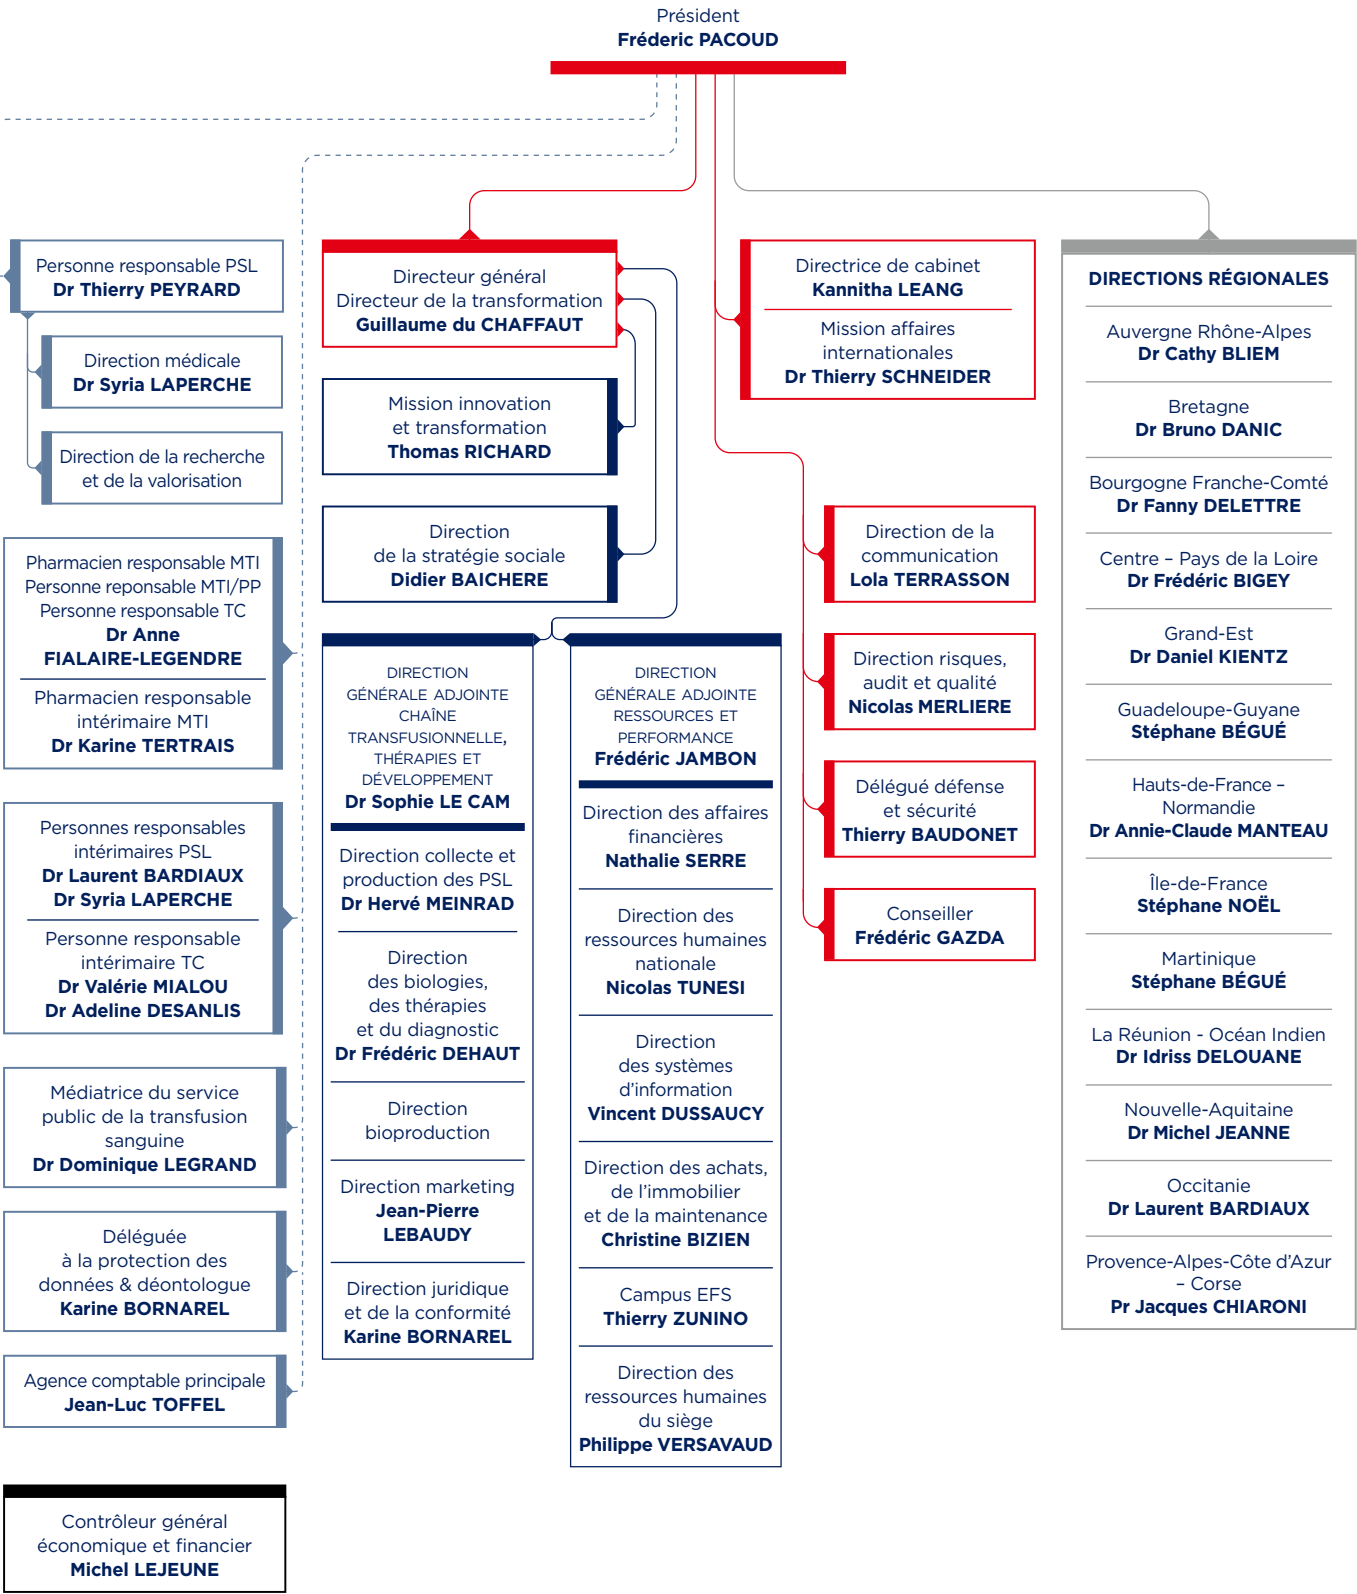 Président
Fréderic PACOUD
Personne responsable PSL
Dr Thierry PEYRARD
Direction médicale
Dr Syria LAPERCHE
Direction de la recherche
et de la valorisation
Pharmacien responsable MTI
Personne reponsable MTI/PP
Personne responsable TC
Dr Anne
FIALAIRE-LEGENDRE
Pharmacien responsable
intérimaire MTI
Dr Karine TERTRAIS
Personnes responsables
intérimaires PSL
Dr Laurent BARDIAUX
Dr Syria LAPERCHE
Personne responsable
intérimaire TC
Dr Valérie MIALOU
Dr Adeline DESANLIS
Médiatrice du service
public de la transfusion
sanguine
Dr Dominique LEGRAND
Déléguée
à la protection des
données & déontologue
Karine BORNAREL
Agence comptable principale
Jean-Luc TOFFEL
Contrôleur général
économique et financier
Michel LEJEUNE
Directeur général
Directeur de la transformation
Guillaume du CHAFFAUT
Mission innovation
et transformation
Thomas RICHARD
Direction
de la stratégie sociale
Didier BAICHERE
DIRECTION
GÉNÉRALE ADJOINTE
CHAÎNE
TRANSFUSIONNELLE,
THÉRAPIES ET
DÉVELOPPEMENT
Dr Sophie LE CAM
Direction collecte et
production des PSL
Dr Hervé MEINRAD
Direction
des biologies,
des thérapies
et du diagnostic
Dr Frédéric DEHAUT
Direction
bioproduction
Direction marketing
Jean-Pierre
LEBAUDY
Direction juridique
et de la conformité
Karine BORNAREL
DIRECTION
GÉNÉRALE ADJOINTE
RESSOURCES ET
PERFORMANCE
Frédéric JAMBON
Direction des affaires
financières
Nathalie SERRE
Direction des
ressources humaines
nationale
Nicolas TUNESI
Direction
des systèmes
d'information
Vincent DUSSAUCY
Direction des achats,
de l'immobilier
et de la maintenance
Christine BIZIEN
Campus EFS
Thierry ZUNINO
Direction des
ressources humaines
du siège
Philippe VERSAVAUD
Directrice de cabinet
Kannitha LEANG
Mission affaires
internationales
Dr Thierry SCHNEIDER
Direction de la
communication
Lola TERRASSON
Direction risques,
audit et qualité
Nicolas MERLIERE
Délégué défense
et sécurité
Thierry BAUDONET
Conseiller
Frédéric GAZDA
DIRECTIONS RÉGIONALES
Auvergne Rhône-Alpes
Dr Cathy BLIEM
Bretagne
Dr Bruno DANIC
Bourgogne Franche-Comté
Dr Fanny DELETTRE
Centre – Pays de la Loire
Dr Frédéric BIGEY
Grand-Est
Dr Daniel KIENTZ
Guadeloupe-Guyane
Stéphane BÉGUÉ
Hauts-de-France –
Normandie
Dr Annie-Claude MANTEAU
Île-de-France
Stéphane NOËL
Martinique
Stéphane BÉGUÉ
La Réunion - Océan Indien
Dr Idriss DELOUANE
Nouvelle-Aquitaine
Dr Michel JEANNE
Occitanie
Dr Laurent BARDIAUX
Provence-Alpes-Côte d'Azur
– Corse
Pr Jacques CHIARONI